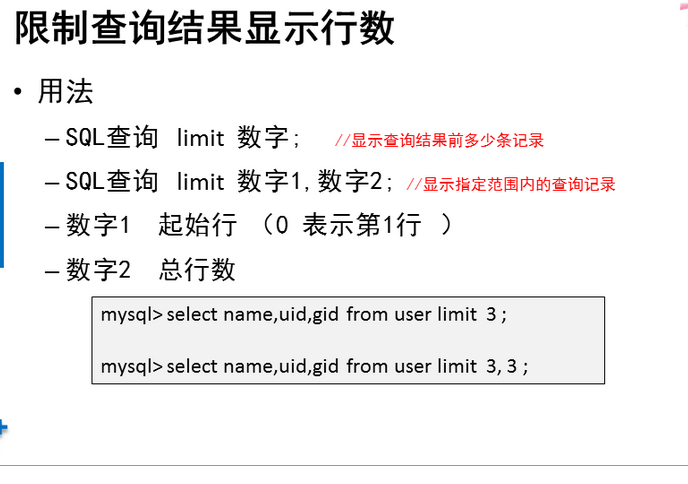 限制查询结果显示行数
• 用法
–SQL查询 limit 数字; //显示查询结果前多少条记录
–SQL查询 limit 数字1,数字2; //显示指定范围内的查询记录
–数字1 起始行 （0 表示第1行 ）
–数字2 总行数
mysql> select name,uid,gid from user limit 3 ;
mysql> select name,uid,gid from user limit 3, 3 ;